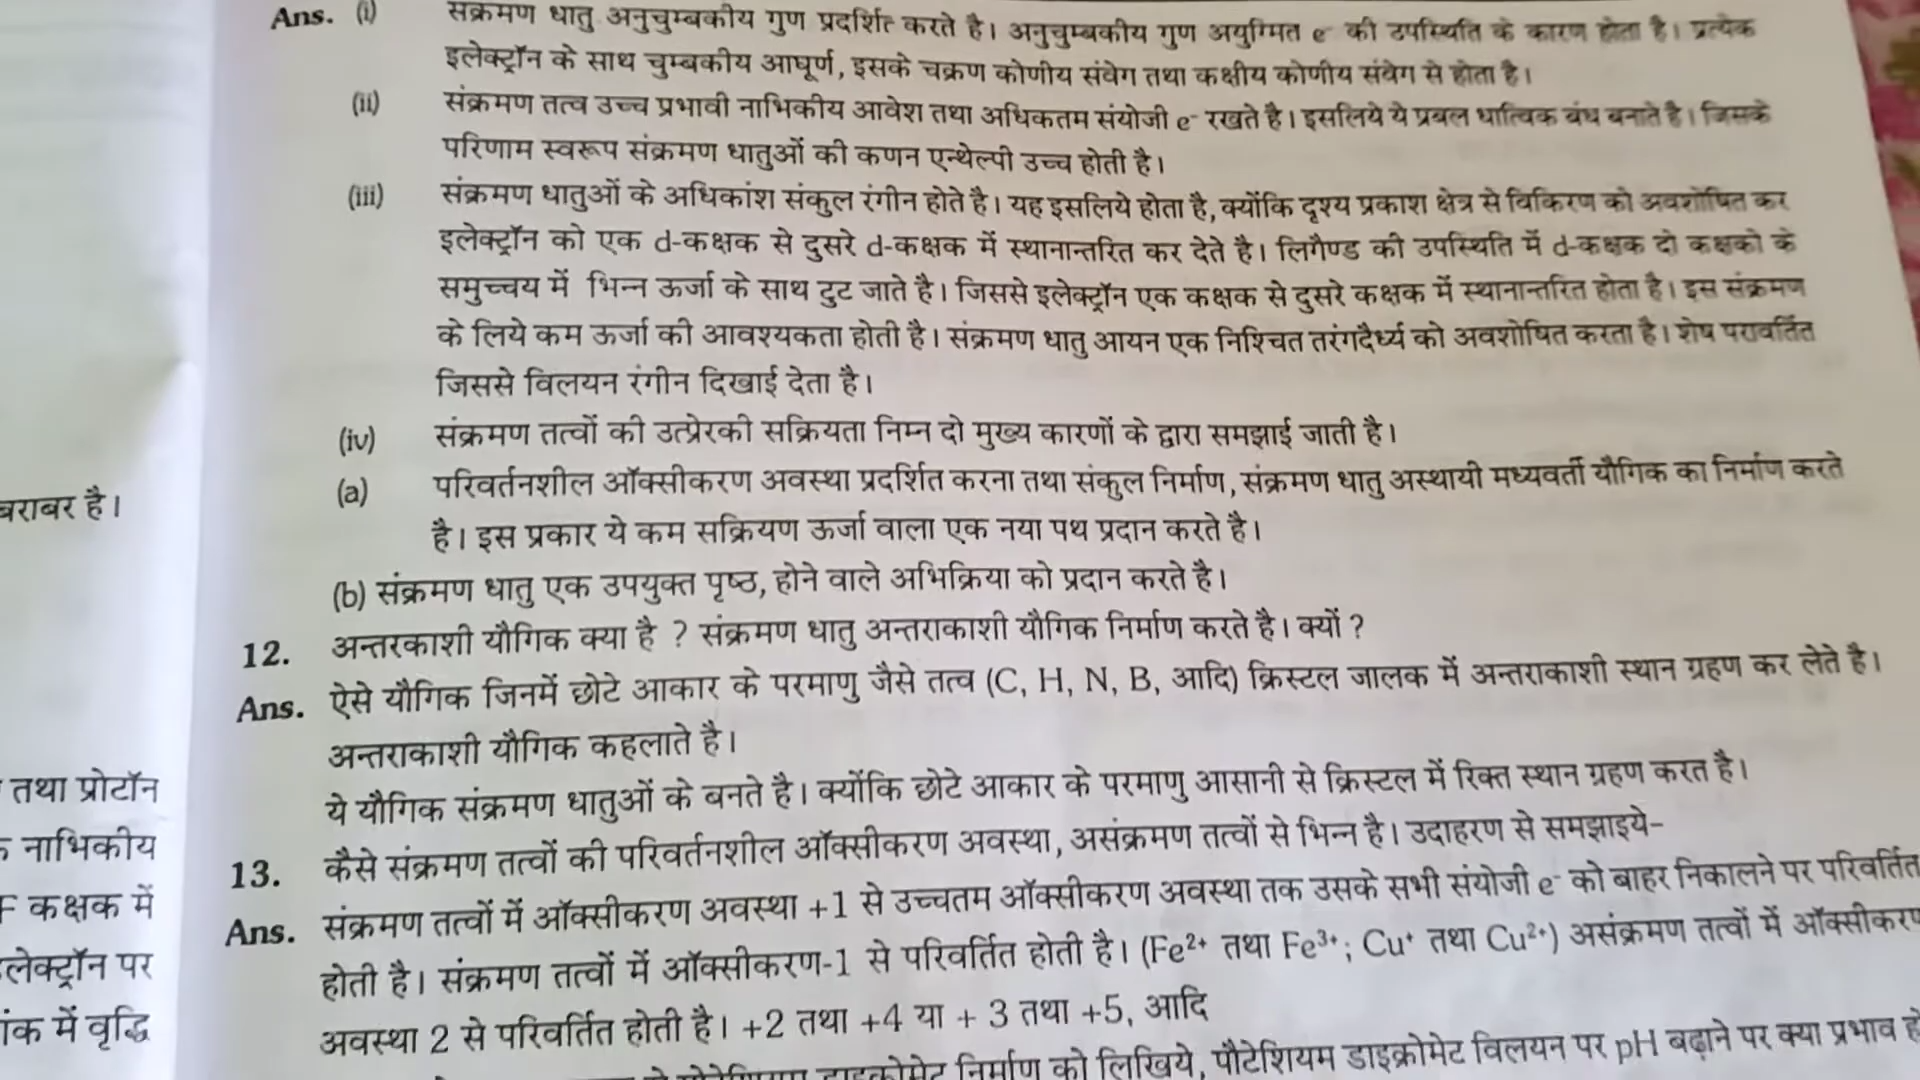 Ans. (i) सक्रमण धातु अनुचुम्बकीय गुण प्रदर्शित करते है। अनुचुम्बकीय गुण अयुग्मित e⁻ की उपस्थिति के कारण होता है। प्रत्येक
इलेक्ट्रॉन के साथ चुम्बकीय आघूर्ण, इसके चक्रण कोणीय संवेग तथा कक्षीय कोणीय संवेग से होता है।
(ii) संक्रमण तत्व उच्च प्रभावी नाभिकीय आवेश तथा अधिकतम संयोजी e⁻ रखते है। इसलिये ये प्रबल धात्विक बंध बनाते है। जिसके
परिणाम स्वरूप संक्रमण धातुओं की कणन एन्थेल्पी उच्च होती है।
(iii) संक्रमण धातुओं के अधिकांश संकुल रंगीन होते है। यह इसलिये होता है, क्योंकि दृश्य प्रकाश क्षेत्र से विकिरण को अवशोषित कर
इलेक्ट्रॉन को एक d-कक्षक से दुसरे d-कक्षक में स्थानान्तरित कर देते है। लिगैण्ड की उपस्थिति में d-कक्षक दो कक्षको के
समुच्चय में भिन्न ऊर्जा के साथ टुट जाते है। जिससे इलेक्ट्रॉन एक कक्षक से दुसरे कक्षक में स्थानान्तरित होता है। इस संक्रमण
के लिये कम ऊर्जा की आवश्यकता होती है। संक्रमण धातु आयन एक निश्चित तरंगदैर्ध्य को अवशोषित करता है। शेष परावर्तित
जिससे विलयन रंगीन दिखाई देता है।
(iv) संक्रमण तत्वों की उत्प्रेरकी सक्रियता निम्न दो मुख्य कारणों के द्वारा समझाई जाती है।
(a) परिवर्तनशील ऑक्सीकरण अवस्था प्रदर्शित करना तथा संकुल निर्माण, संक्रमण धातु अस्थायी मध्यवर्ती यौगिक का निर्माण करते
है। इस प्रकार ये कम सक्रियण ऊर्जा वाला एक नया पथ प्रदान करते है।
(b) संक्रमण धातु एक उपयुक्त पृष्ठ, होने वाले अभिक्रिया को प्रदान करते है।
12. अन्तरकाशी यौगिक क्या है ? संक्रमण धातु अन्तराकाशी यौगिक निर्माण करते है। क्यों ?
Ans. ऐसे यौगिक जिनमें छोटे आकार के परमाणु जैसे तत्व (C, H, N, B, आदि) क्रिस्टल जालक में अन्तराकाशी स्थान ग्रहण कर लेते है।
अन्तराकाशी यौगिक कहलाते है।
ये यौगिक संक्रमण धातुओं के बनते है। क्योंकि छोटे आकार के परमाणु आसानी से क्रिस्टल में रिक्त स्थान ग्रहण करत है।
13. कैसे संक्रमण तत्वों की परिवर्तनशील ऑक्सीकरण अवस्था, असंक्रमण तत्वों से भिन्न है। उदाहरण से समझाइये-
Ans. संक्रमण तत्वों में ऑक्सीकरण अवस्था +1 से उच्चतम ऑक्सीकरण अवस्था तक उसके सभी संयोजी e⁻ को बाहर निकालने पर परिवर्तित
होती है। संक्रमण तत्वों में ऑक्सीकरण-1 से परिवर्तित होती है। (Fe²⁺ तथा Fe³⁺; Cu⁺ तथा Cu²⁺) असंक्रमण तत्वों में ऑक्सीकरण
अवस्था 2 से परिवर्तित होती है। +2 तथा +4 या + 3 तथा +5, आदि
निर्माण को लिखिये, पौटेशियम डाइक्रोमेट विलयन पर pH बढ़ाने पर क्या प्रभाव
बराबर है।
तथा प्रोटॉन
नाभिकीय
कक्षक में
लेक्ट्रॉन पर
में वृद्धि